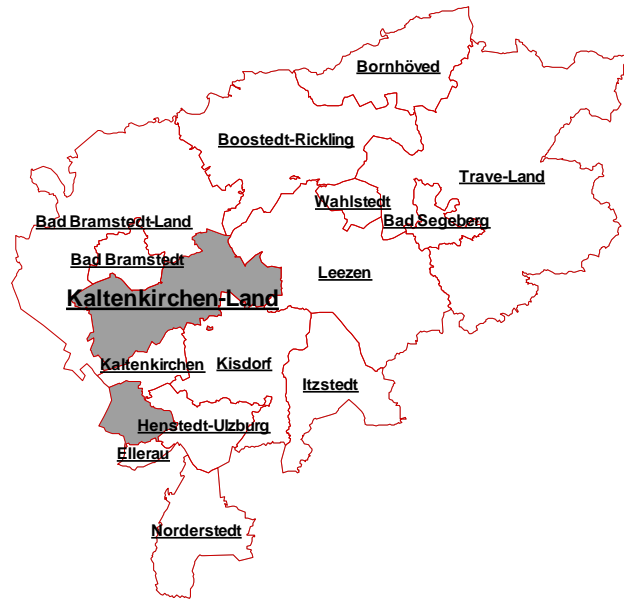 Bornhöved
Boostedt-Rickling
Trave-Land
Wahlstedt
Bad Segeberg
Bad Bramstedt-Land
Bad Bramstedt
Leezen
Kaltenkirchen-Land
Kaltenkirchen
Kisdorf
Itzstedt
Henstedt-Ulzburg
Ellerau
Norderstedt